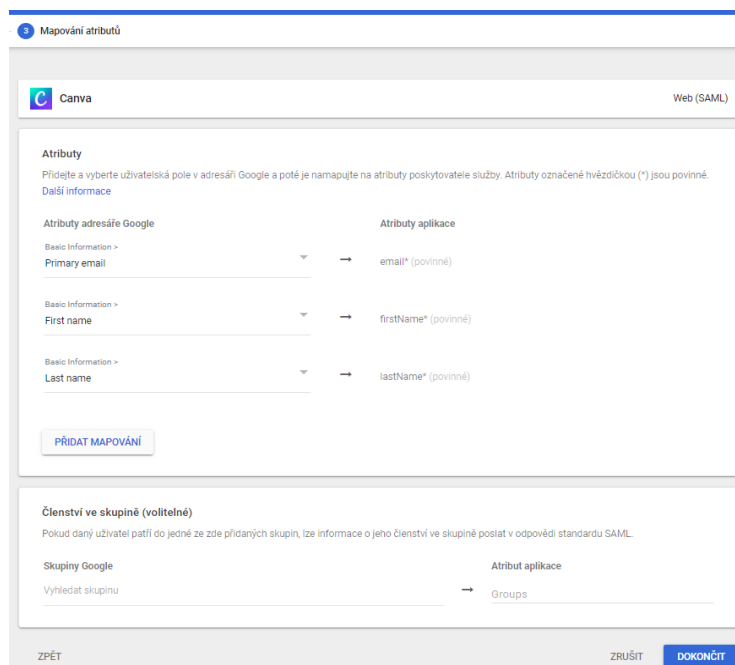 3 Mapování atributů
C Canva Web (SAML)
Atributy
Přidejte a vyberte uživatelská pole v adresáři Google a poté je namapujte na atributy poskytovatele služby. Atributy označené hvězdičkou (*) jsou povinné.
Další informace
Atributy adresáře Google Atributy aplikace
Basic Information >
Primary email → email* (povinné)
Basic Information >
First name → firstName* (povinné)
Basic Information >
Last name → lastName* (povinné)
PŘIDAT MAPOVÁNÍ
Členství ve skupině (volitelné)
Pokud daný uživatel patří do jedné ze zde přidaných skupin, lze informace o jeho členství ve skupině poslat v odpovědi standardu SAML.
Skupiny Google Atribut aplikace
Vyhledat skupinu → Groups
ZPĚT ZRUŠIT DOKONČIT